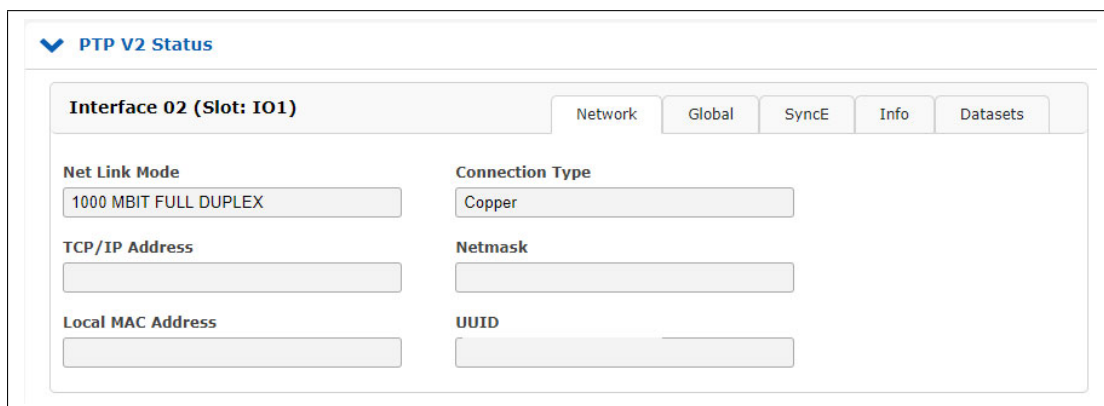 PTP V2 Status
Interface 02 (Slot: IO1)
Network
Global
SyncE
Info
Datasets
Net Link Mode
Connection Type
1000 MBIT FULL DUPLEX
Copper
TCP/IP Address
Netmask
Local MAC Address
UUID